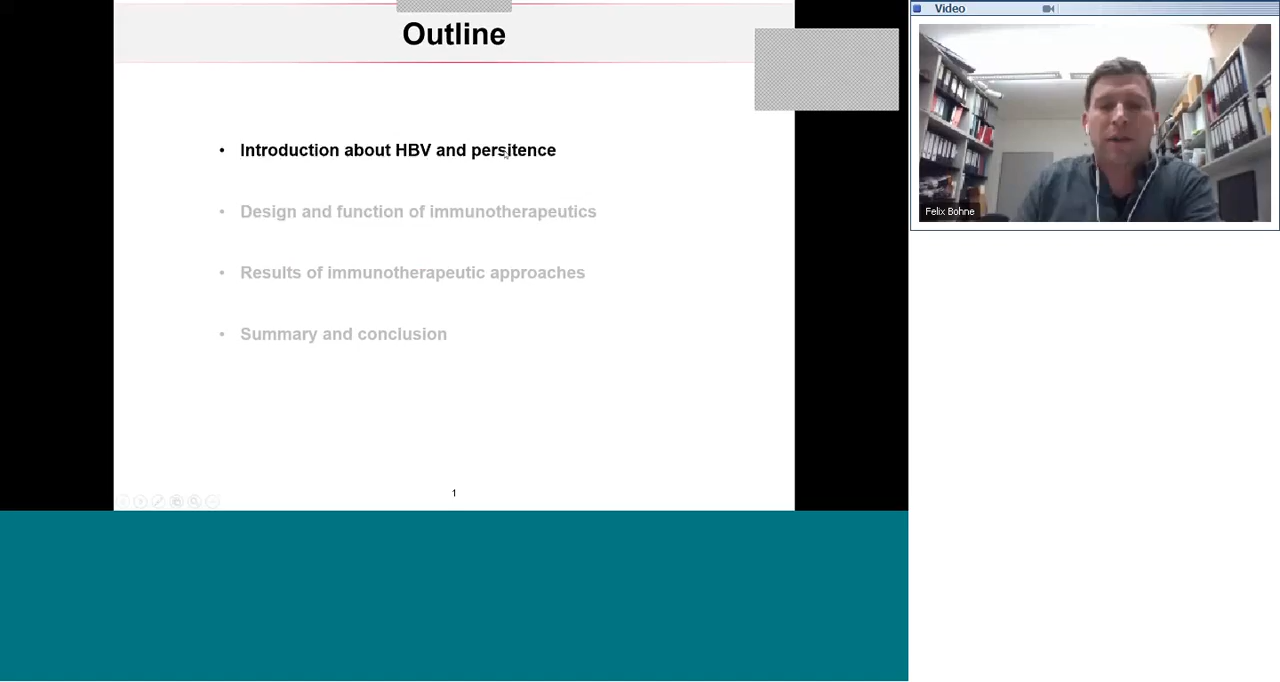 Outline
• Introduction about HBV and persitence
• Design and function of immunotherapeutics
• Results of immunotherapeutic approaches
• Summary and conclusion
1
Video
Felix Bohne